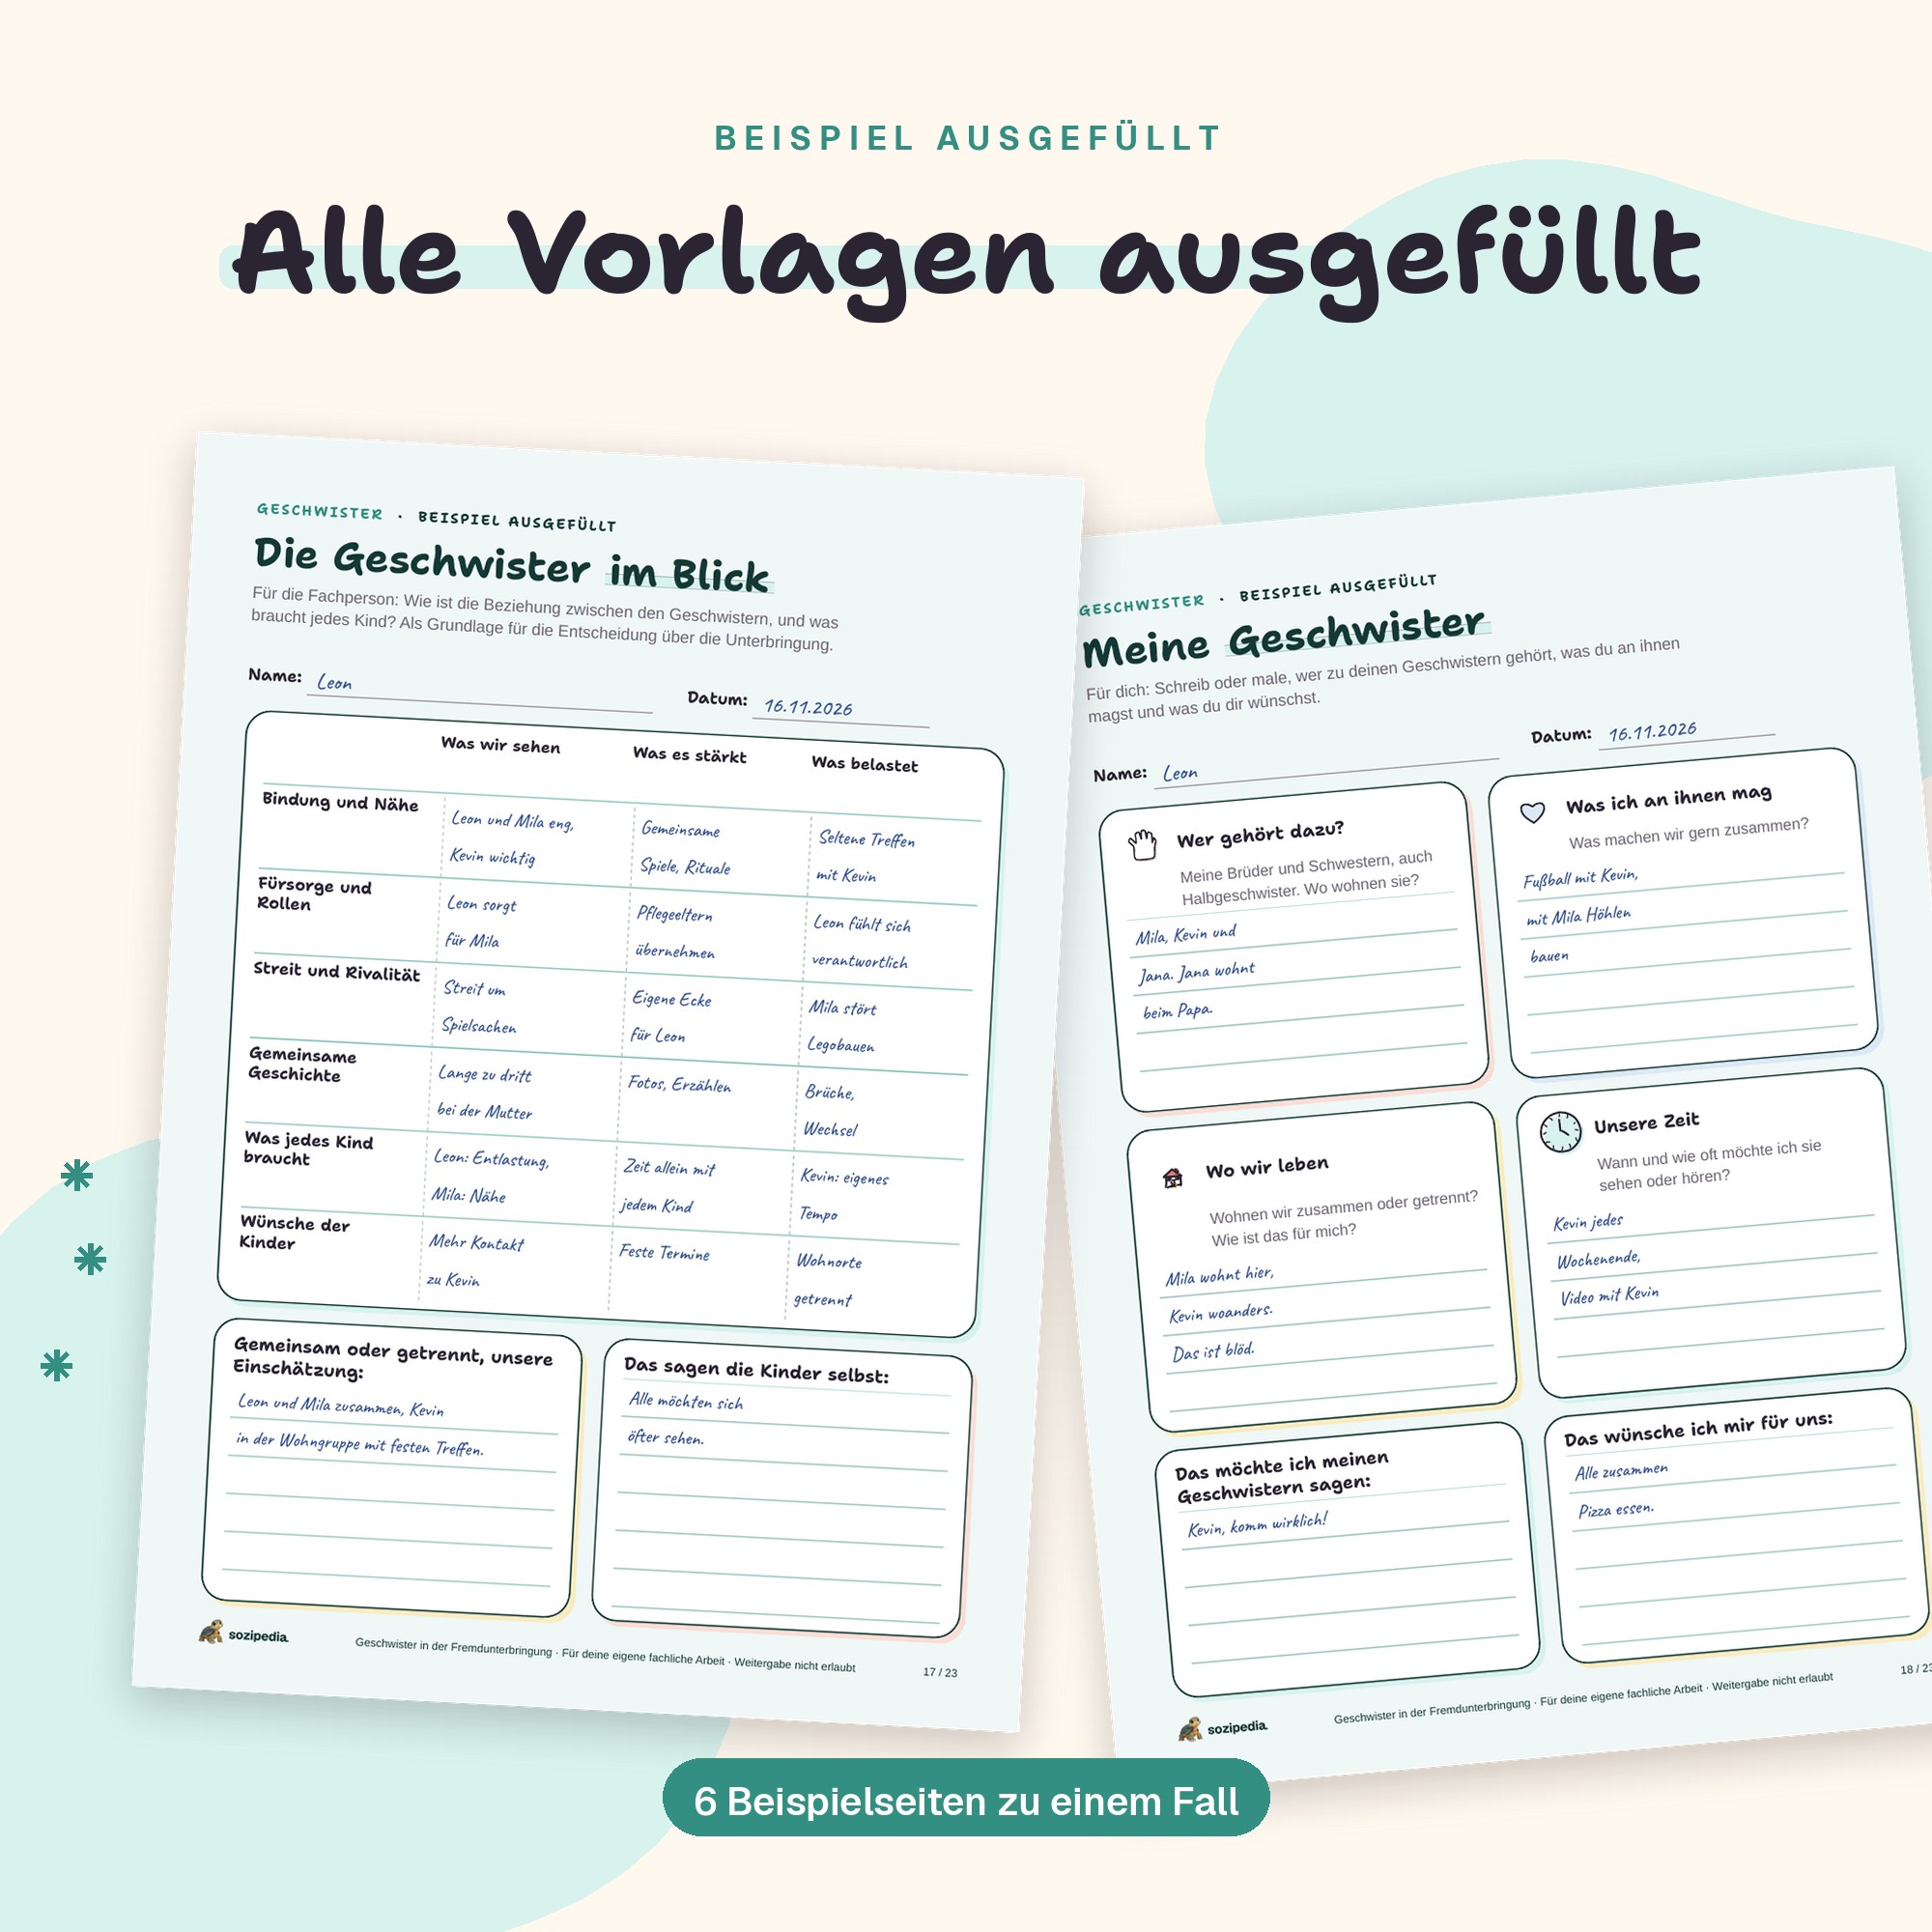 BEISPIEL AUSGEFÜLLT
Alle Vorlagen ausgefüllt
GESCHWISTER · BEISPIEL AUSGEFÜLLT
Die Geschwister im Blick
Für die Fachperson: Wie ist die Beziehung zwischen den Geschwistern, und was
braucht jedes Kind? Als Grundlage für die Entscheidung über die Unterbringung.
Name: Leon Datum: 16.11.2026
Was wir sehen Was es stärkt Was belastet
Bindung und Nähe
Leon und Mila eng,
Kevin wichtig
Gemeinsame
Spiele, Rituale
Seltene Treffen
mit Kevin
Fürsorge und
Rollen
Leon sorgt
für Mila
Pflegeeltern
übernehmen
Leon fühlt sich
verantwortlich
Streit und Rivalität
Streit um
Spielsachen
Eigene Ecke
für Leon
Mila stört
Legobauen
Gemeinsame
Geschichte
Lange zu dritt
bei der Mutter
Fotos, Erzählen
Brüche,
Wechsel
Was jedes Kind
braucht
Leon: Entlastung,
Mila: Nähe
Zeit allein mit
jedem Kind
Kevin: eigenes
Tempo
Wünsche der
Kinder
Mehr Kontakt
zu Kevin
Feste Termine
Wohnorte
getrennt
Gemeinsam oder getrennt, unsere
Einschätzung:
Leon und Mila zusammen, Kevin
in der Wohngruppe mit festen Treffen.
Das sagen die Kinder selbst:
Alle möchten sich
öfter sehen.
sozipedia.
Geschwister in der Fremdunterbringung · Für deine eigene fachliche Arbeit · Weitergabe nicht erlaubt
17 / 23
GESCHWISTER · BEISPIEL AUSGEFÜLLT
Meine Geschwister
Für dich: Schreib oder male, wer zu deinen Geschwistern gehört, was du an ihnen
magst und was du dir wünschst.
Name: Leon Datum: 16.11.2026
Wer gehört dazu?
Meine Brüder und Schwestern, auch
Halbgeschwister. Wo wohnen sie?
Mila, Kevin und
Jana. Jana wohnt
beim Papa.
Was ich an ihnen mag
Was machen wir gern zusammen?
Fußball mit Kevin,
mit Mila Höhlen
bauen
Wo wir leben
Wohnen wir zusammen oder getrennt?
Wie ist das für mich?
Mila wohnt hier,
Kevin woanders.
Das ist blöd.
Unsere Zeit
Wann und wie oft möchte ich sie
sehen oder hören?
Kevin jedes
Wochenende,
Video mit Kevin
Das möchte ich meinen
Geschwistern sagen:
Kevin, komm wirklich!
Das wünsche ich mir für uns:
Alle zusammen
Pizza essen.
sozipedia.
Geschwister in der Fremdunterbringung · Für deine eigene fachliche Arbeit · Weitergabe nicht erlaubt
18 / 23
6 Beispielseiten zu einem Fall